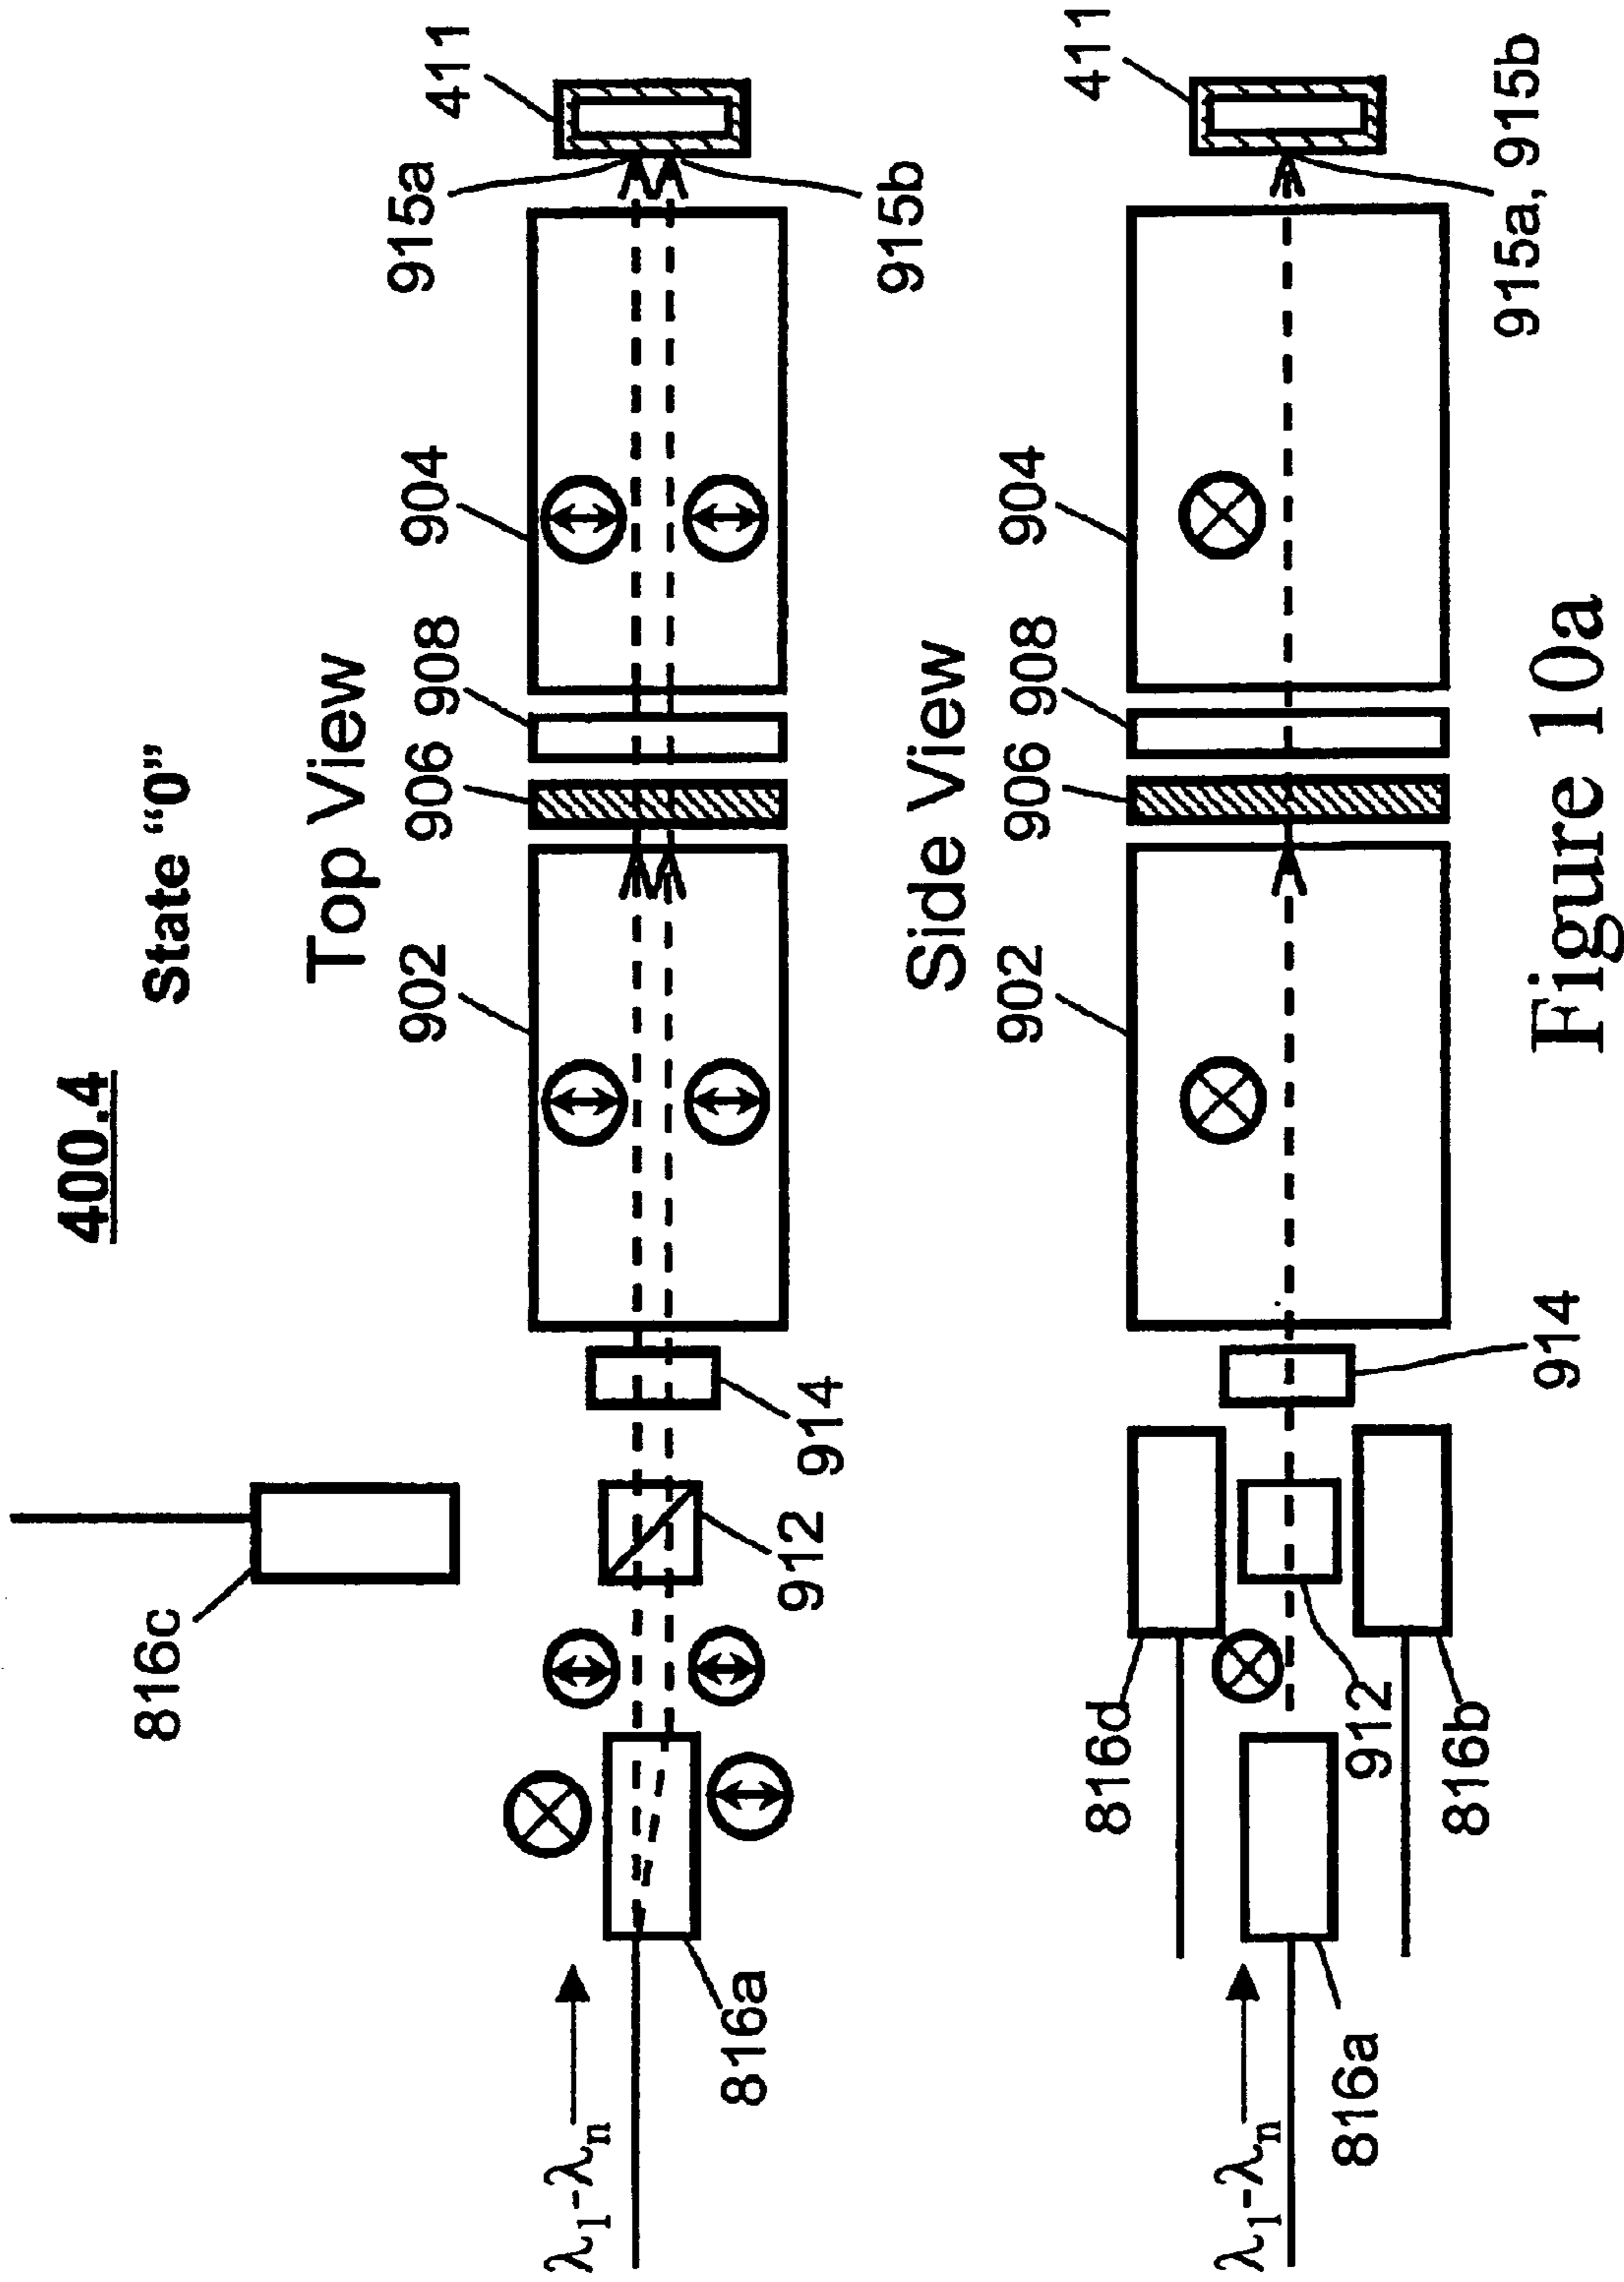 400.4
State “0”
Top View
816c
902
906
908
904
411
915a
λ1-λn
816a
912
914
915b
Side View
816d
902
906
908
904
411
λ1-λn
816a
912
816b
914
915a, 915b
Figure 10a